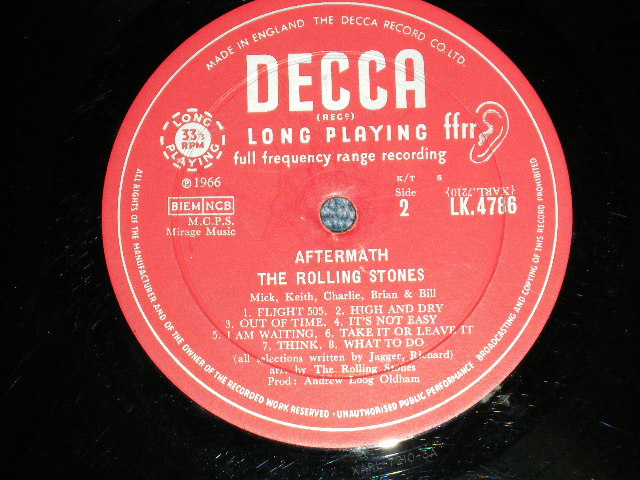 MADE IN ENGLAND THE DECCA RECORD CO. LTD.
DECCA
(REGD)
LONG PLAYING
ffrr
full frequency range recording
LONG
33⅓
RPM
PLAYING
℗1966
K/T S
BIEM NCB
Side
(XARL.7210)
M.C.P.S.
2
LK.4786
Mirage Music
AFTERMATH
THE ROLLING STONES
Mick, Keith, Charlie, Brian & Bill
1. FLIGHT 505. 2. HIGH AND DRY
3. OUT OF TIME. 4. IT'S NOT EASY
5. I AM WAITING. 6. TAKE IT OR LEAVE IT
7. THINK. 8. WHAT TO DO
(all selections written by Jagger, Richard)
arr. by The Rolling Stones
Prod: Andrew Loog Oldham
ALL RIGHTS OF THE MANUFACTURER AND OF THE OWNER OF THE RECORDED WORK RESERVED · UNAUTHORISED PUBLIC PERFORMANCE, BROADCASTING AND COPYING OF THIS RECORD PROHIBITED